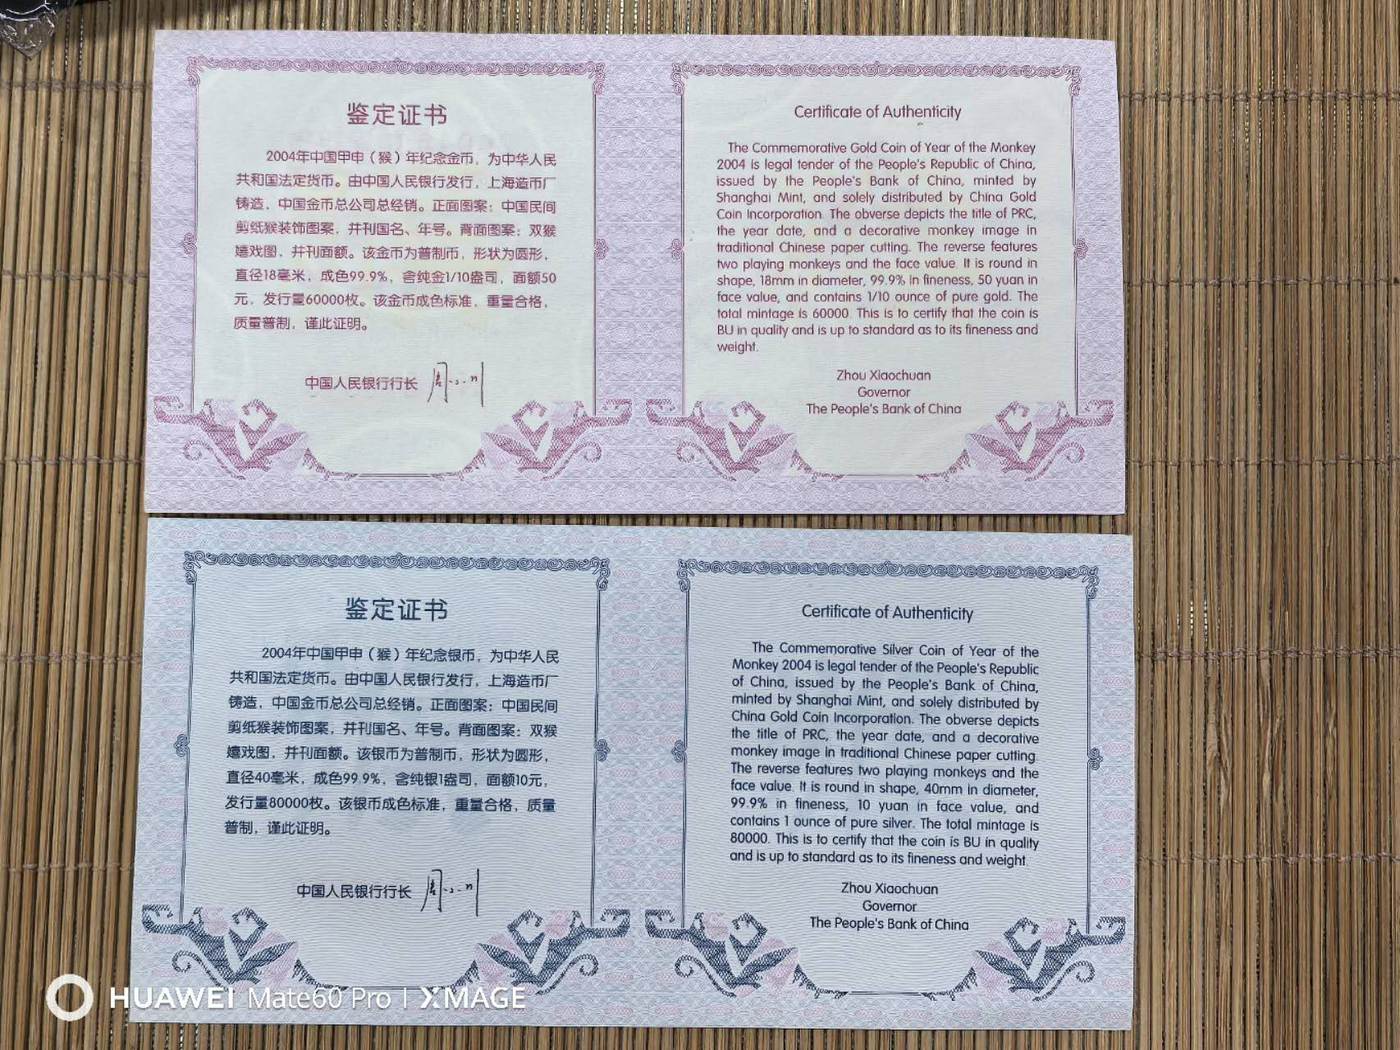 鉴定证书
2004年中国甲申（猴）年纪念金币，为中华人民
共和国法定货币。由中国人民银行发行，上海造币厂
铸造，中国金币总公司总经销。正面图案：中国民间
剪纸猴装饰图案，并刊国名、年号。背面图案：双猴
嬉戏图，并刊面额。该金币为普制币，形状为圆形，
直径18毫米，成色99.9%，含纯金1/10盎司，面额50
元，发行量60000枚。该金币成色标准，重量合格，
质量普制，谨此证明。
中国人民银行行长 周小川
Certificate of Authenticity
The Commemorative Gold Coin of Year of the Monkey
2004 is legal tender of the People's Republic of China,
issued by the People's Bank of China, minted by
Shanghai Mint, and solely distributed by China Gold
Coin Incorporation. The obverse depicts the title of PRC,
the year date, and a decorative monkey image in
traditional Chinese paper cutting. The reverse features
two playing monkeys and the face value. It is round in
shape, 18mm in diameter, 99.9% in fineness, 50 yuan in
face value, and contains 1/10 ounce of pure gold. The
total mintage is 60000. This is to certify that the coin is
BU in quality and is up to standard as to its fineness and
weight.
Zhou Xiaochuan
Governor
The People's Bank of China
鉴定证书
2004年中国甲申（猴）年纪念银币，为中华人民
共和国法定货币。由中国人民银行发行，上海造币厂
铸造，中国金币总公司总经销。正面图案：中国民间
剪纸猴装饰图案，并刊国名、年号。背面图案：双猴
嬉戏图，并刊面额。该银币为普制币，形状为圆形，
直径40毫米，成色99.9%，含纯银1盎司，面额10元，
发行量80000枚。该银币成色标准，重量合格，质量
普制，谨此证明。
中国人民银行行长 周小川
Certificate of Authenticity
The Commemorative Silver Coin of Year of the
Monkey 2004 is legal tender of the People's Republic
of China, issued by the People's Bank of China,
minted by Shanghai Mint, and solely distributed by
China Gold Coin Incorporation. The obverse depicts
the title of PRC, the year date, and a decorative
monkey image in traditional Chinese paper cutting.
The reverse features two playing monkeys and the
face value. It is round in shape, 40mm in diameter,
99.9% in fineness, 10 yuan in face value, and
contains 1 ounce of pure silver. The total mintage is
80000. This is to certify that the coin is BU in quality
and is up to standard as to its fineness and weight.
Zhou Xiaochuan
Governor
The People's Bank of China
HUAWEI Mate60 Pro | XMAGE